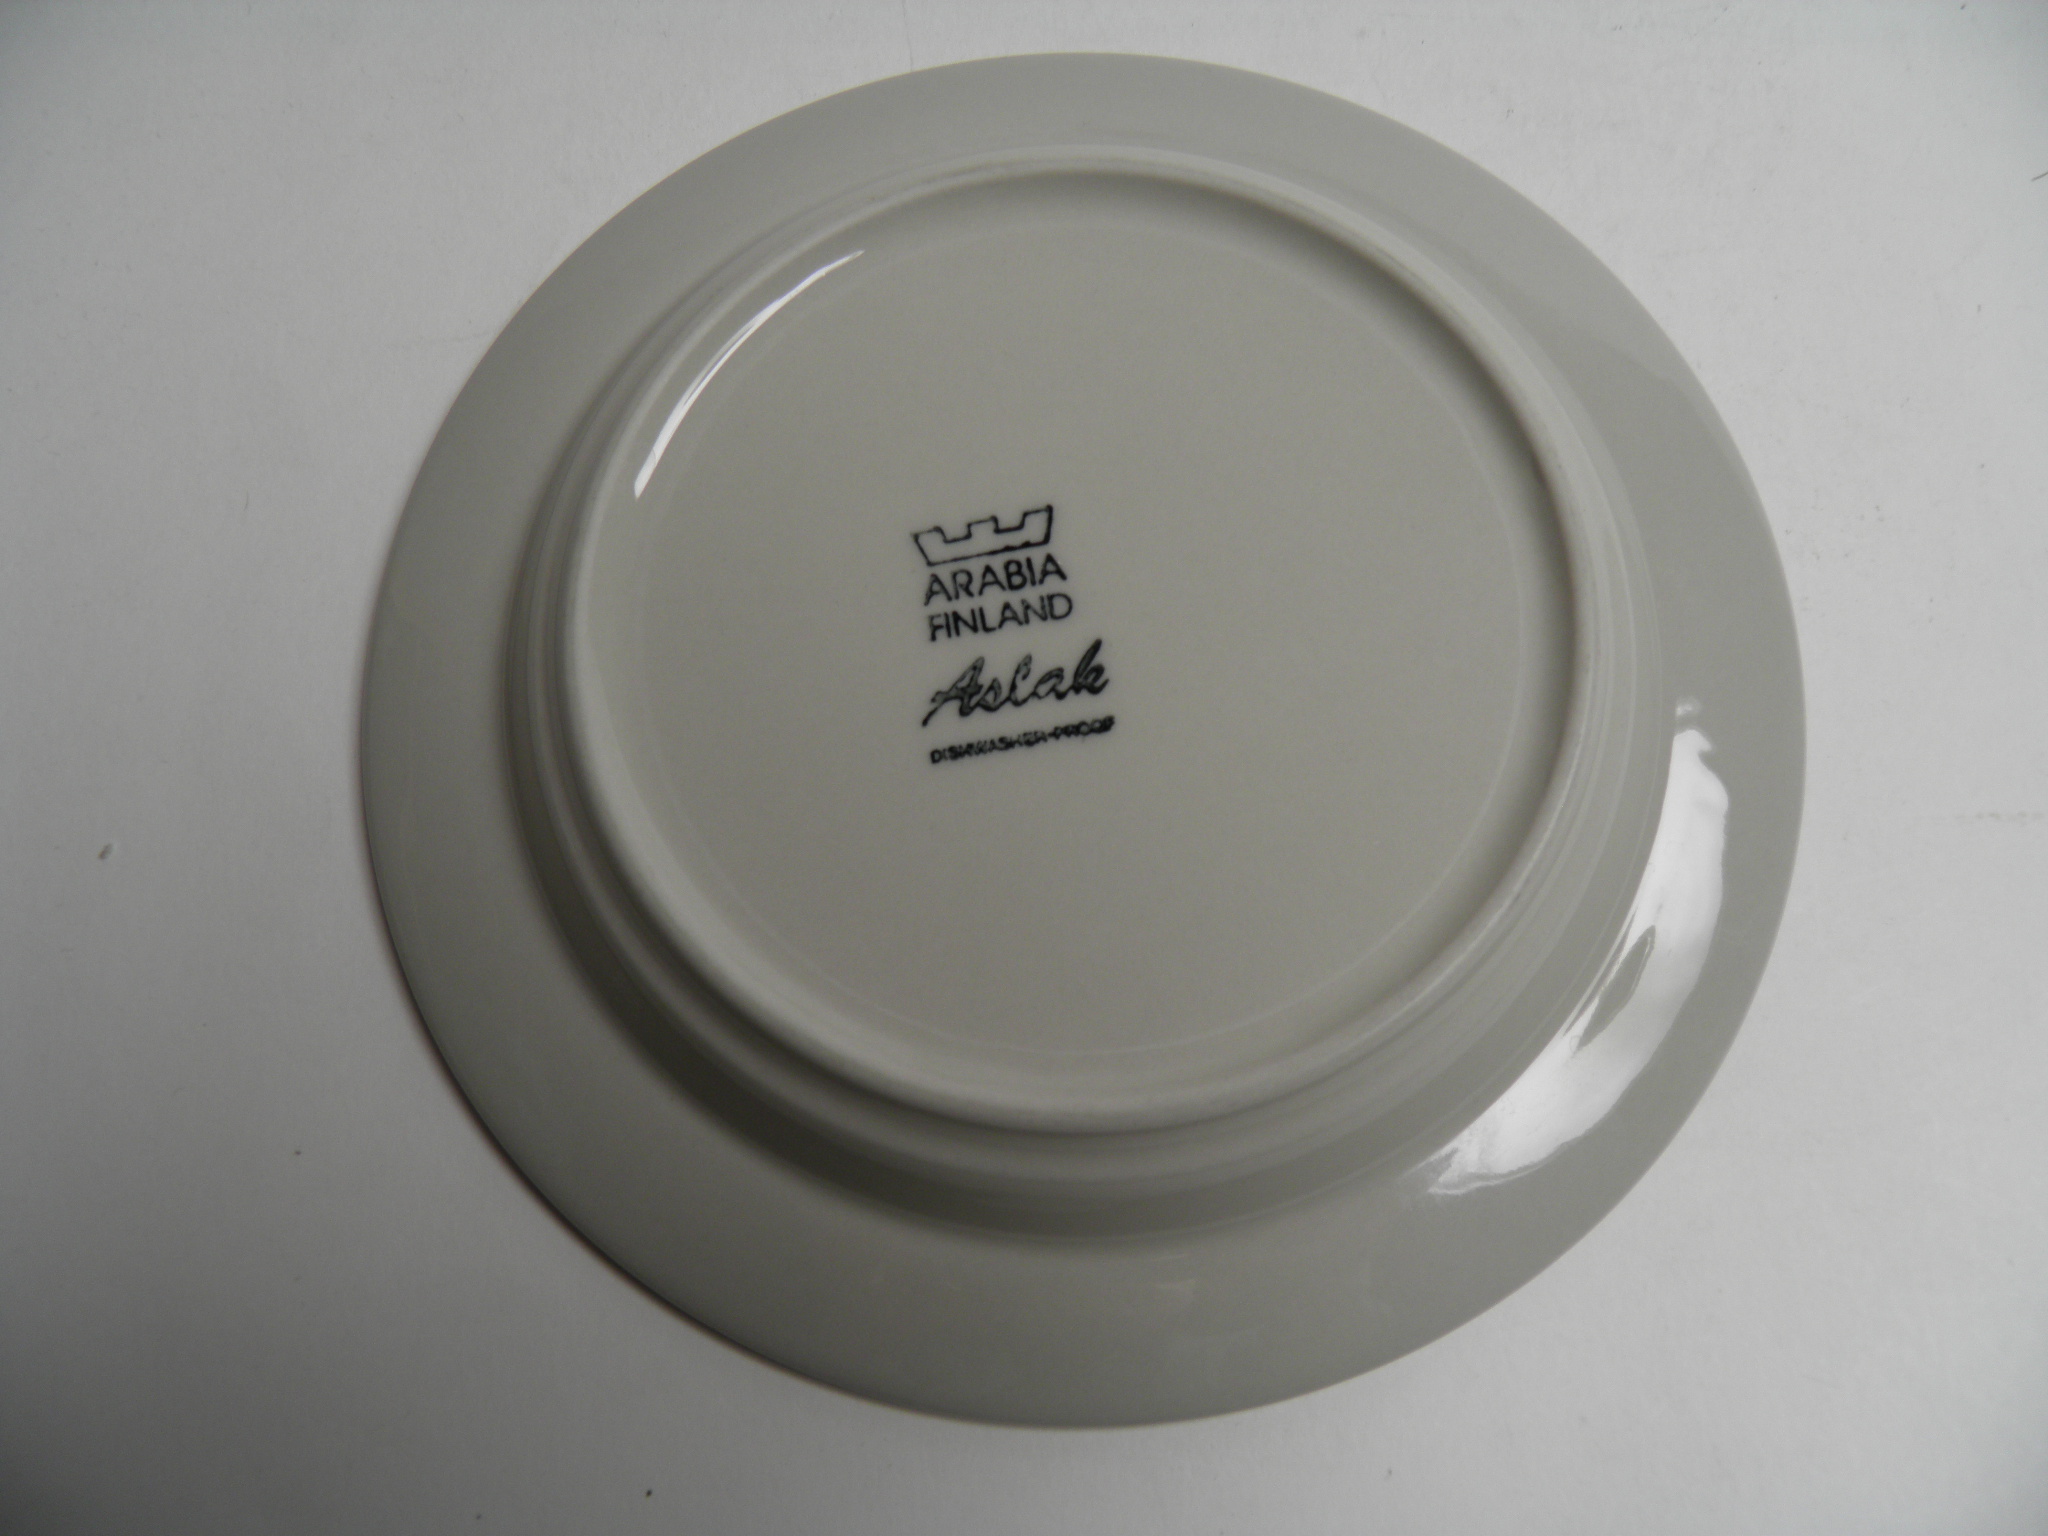 ARABIA
FINLAND
Aslak
DISHWASHER-PROOF